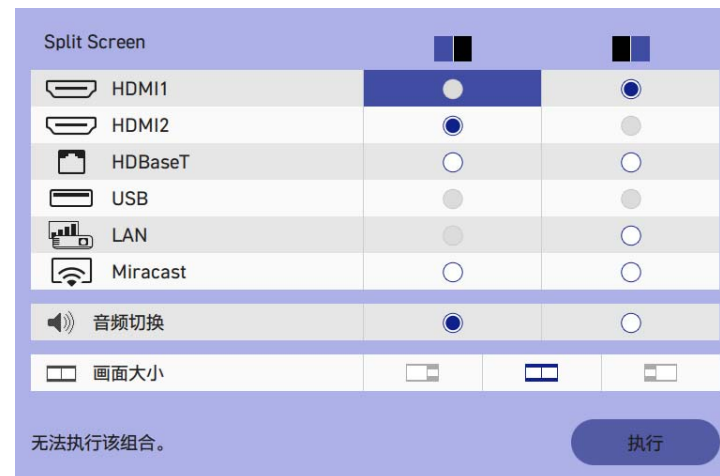 Split Screen
HDMI1
HDMI2
HDBaseT
USB
LAN
Miracast
音频切换
画面大小
无法执行该组合。
执行